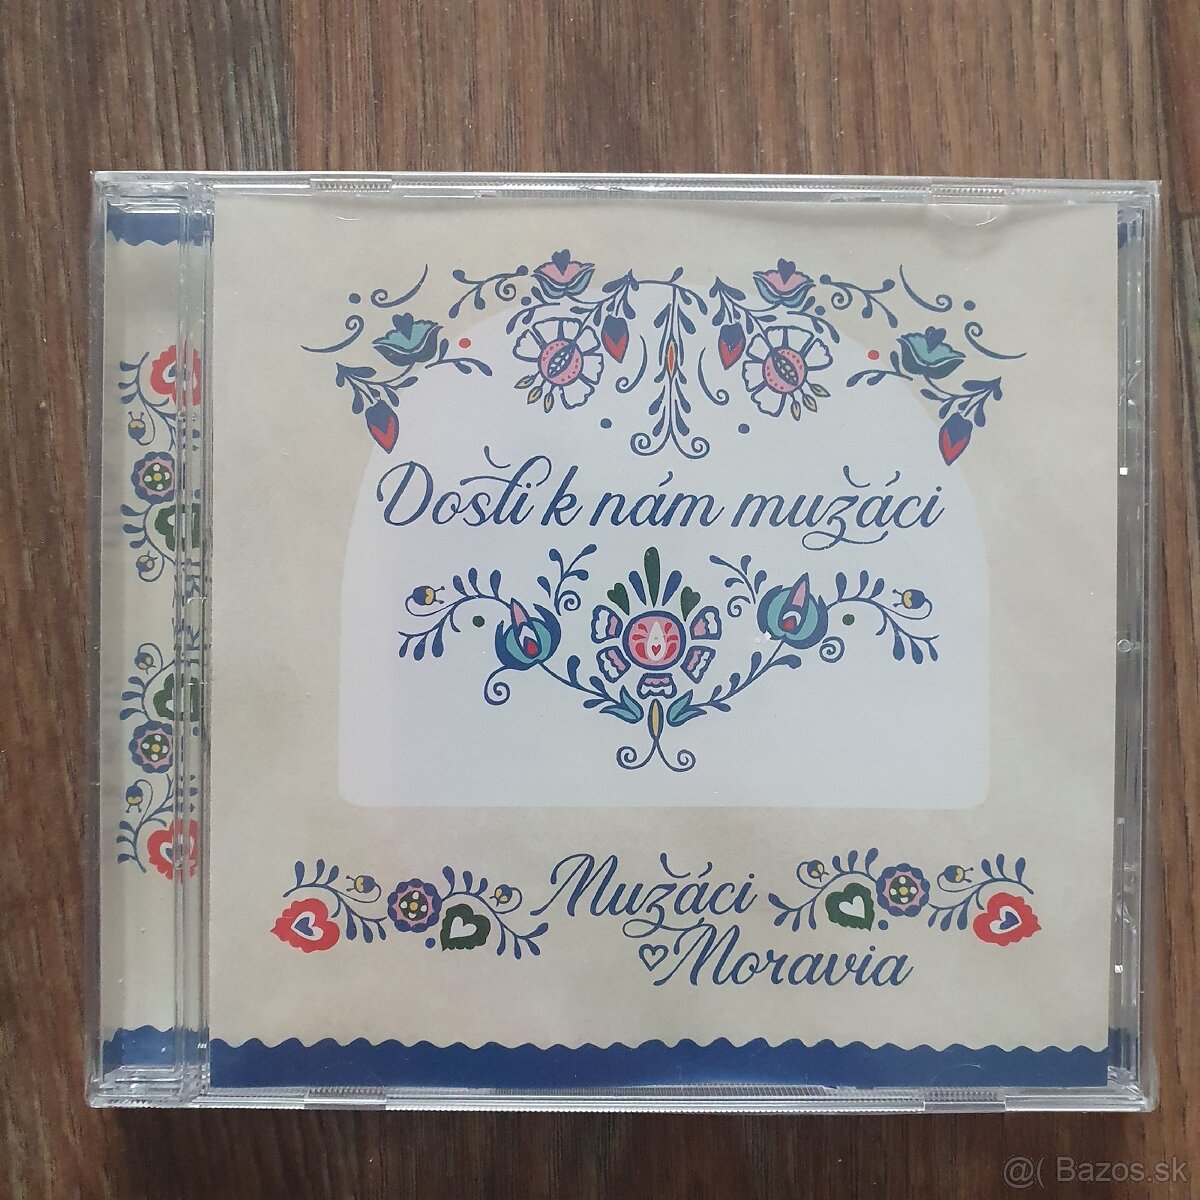 Došli k nám mužáci
Mužáci
Moravia
@( Bazos.sk